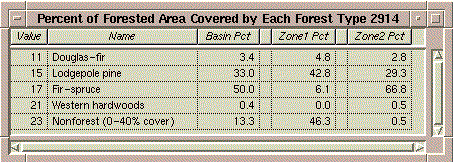 Percent of Forested Area Covered by Each Forest Type 2914
Value Name Basin Pct Zone1 Pct Zone2 Pct
11 Douglas-fir 3.4 4.8 2.8
15 Lodgepole pine 33.0 42.8 29.3
17 Fir-spruce 50.0 6.1 66.8
21 Western hardwoods 0.4 0.0 0.5
23 Nonforest (0-40% cover) 13.3 46.3 0.5